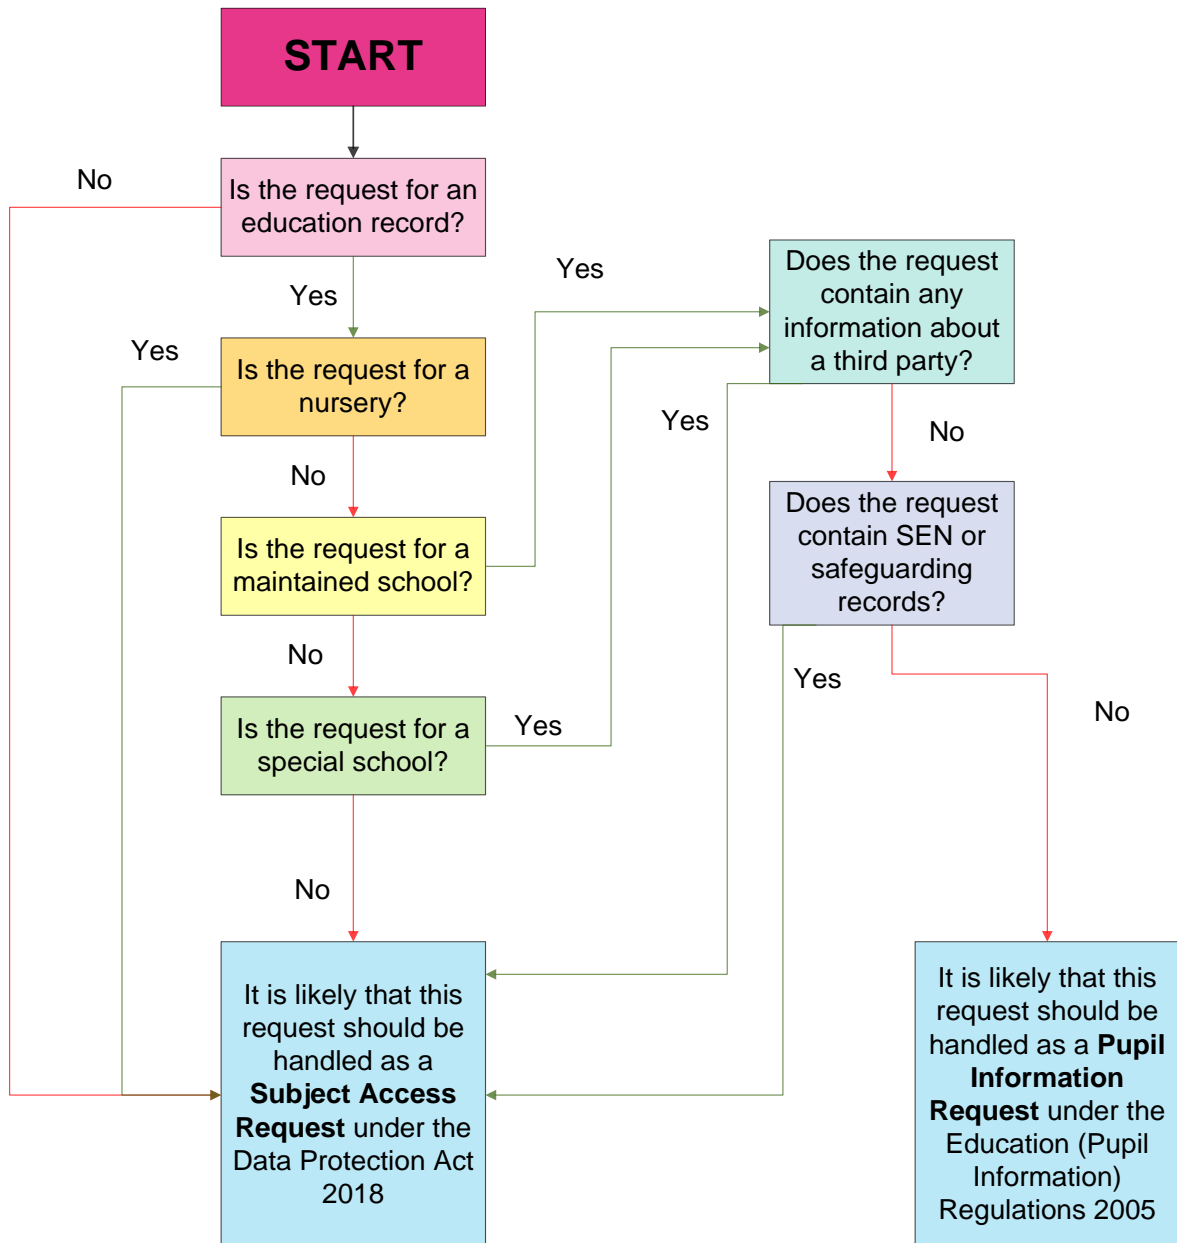 START
No
Is the request for an
education record?
Yes
Yes
Is the request for a
nursery?
No
Is the request for a
maintained school?
No
Is the request for a
special school?
Yes
No
It is likely that this
request should be
handled as a
Subject Access
Request under the
Data Protection Act
2018
Yes
Does the request
contain any
information about
a third party?
Yes
No
Does the request
contain SEN or
safeguarding
records?
Yes
No
It is likely that this
request should be
handled as a Pupil
Information
Request under the
Education (Pupil
Information)
Regulations 2005